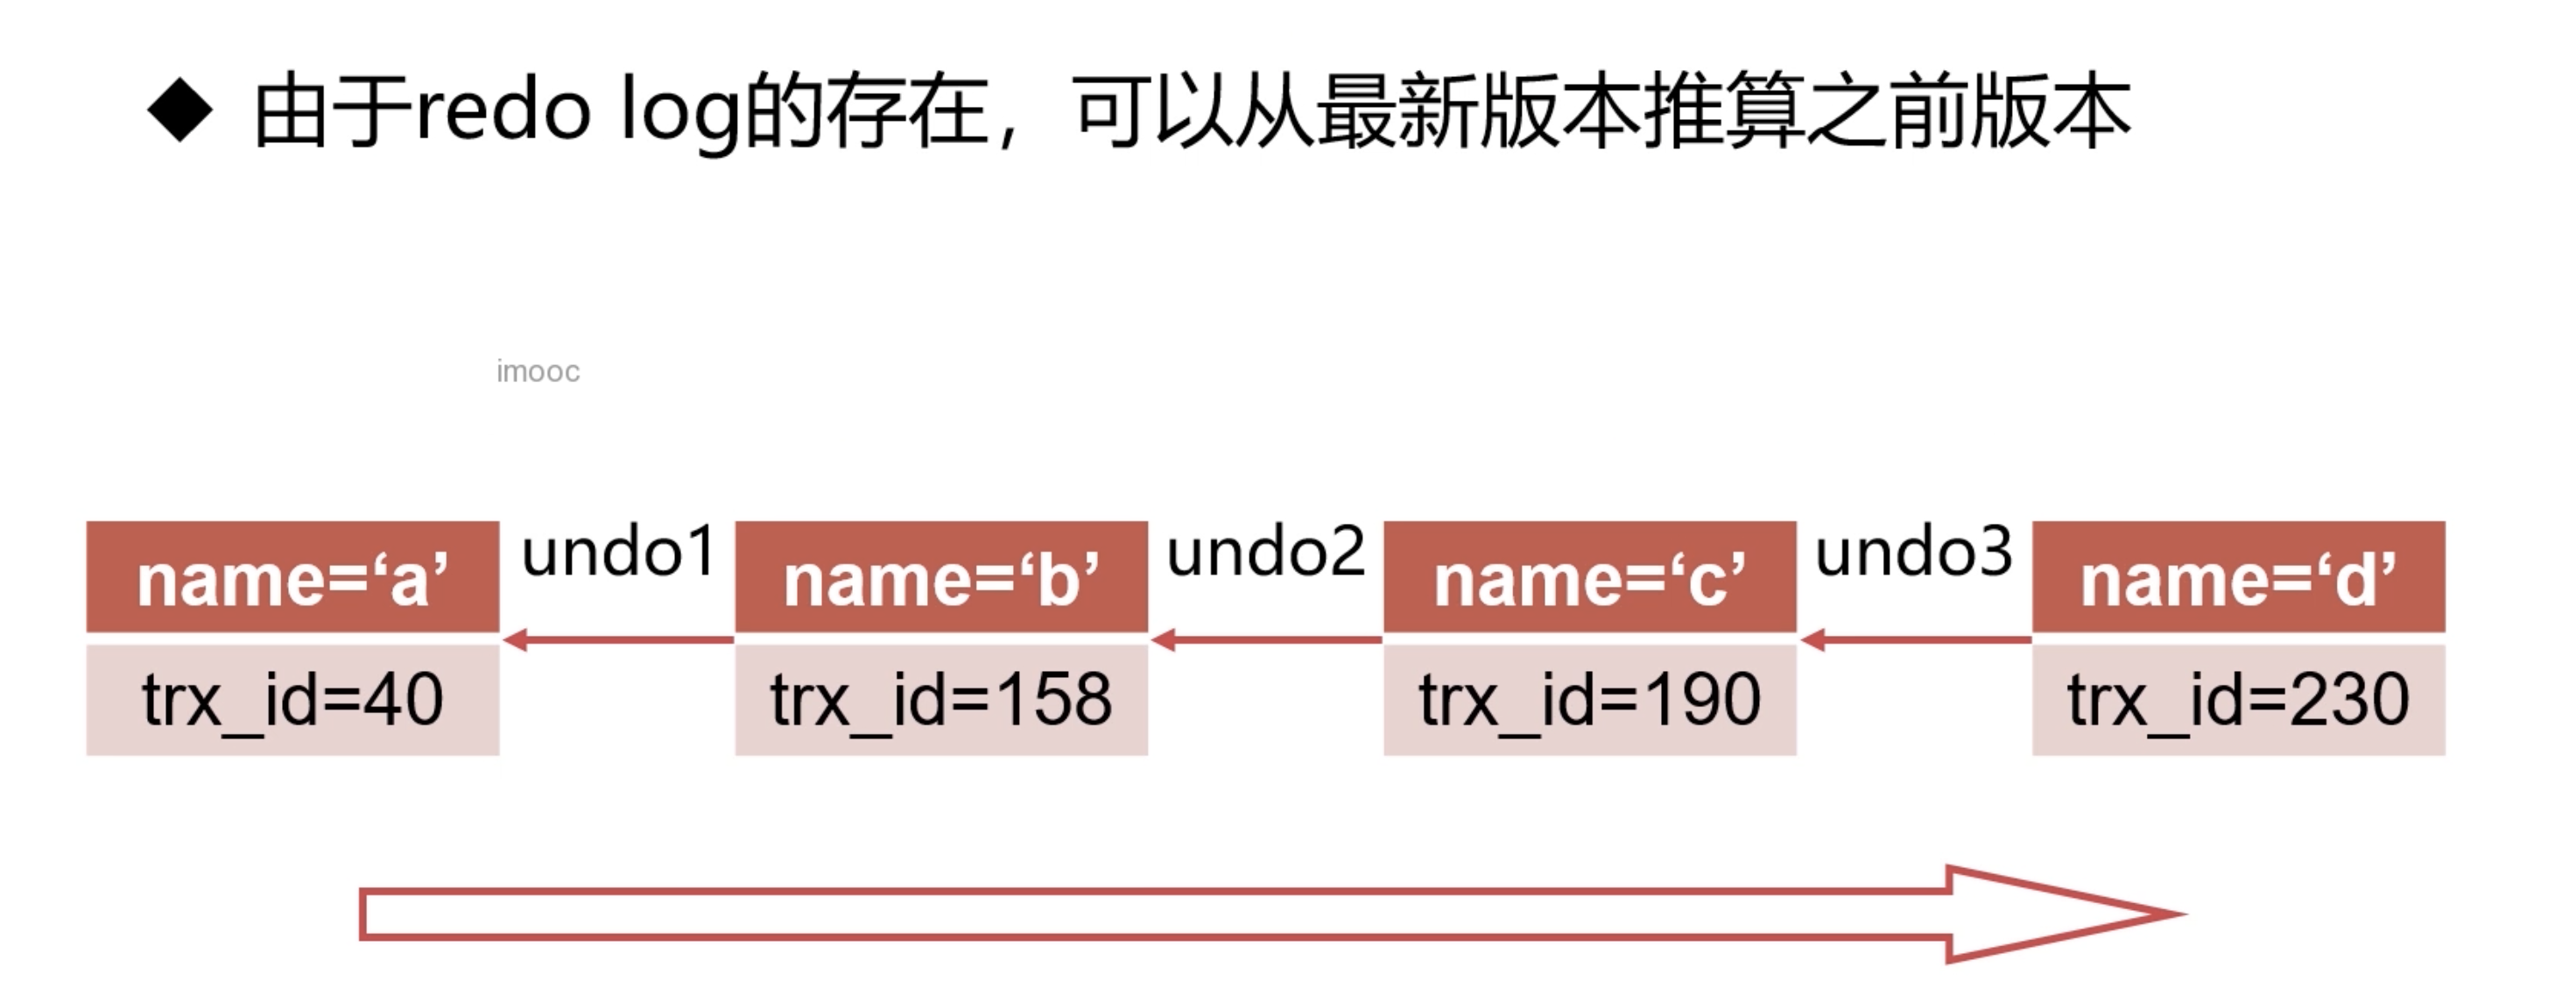 ◆ 由于redo log的存在，可以从最新版本推算之前版本
imooc
name=‘a’ undo1 name=‘b’ undo2 name=‘c’ undo3 name=‘d’
trx_id=40 trx_id=158 trx_id=190 trx_id=230